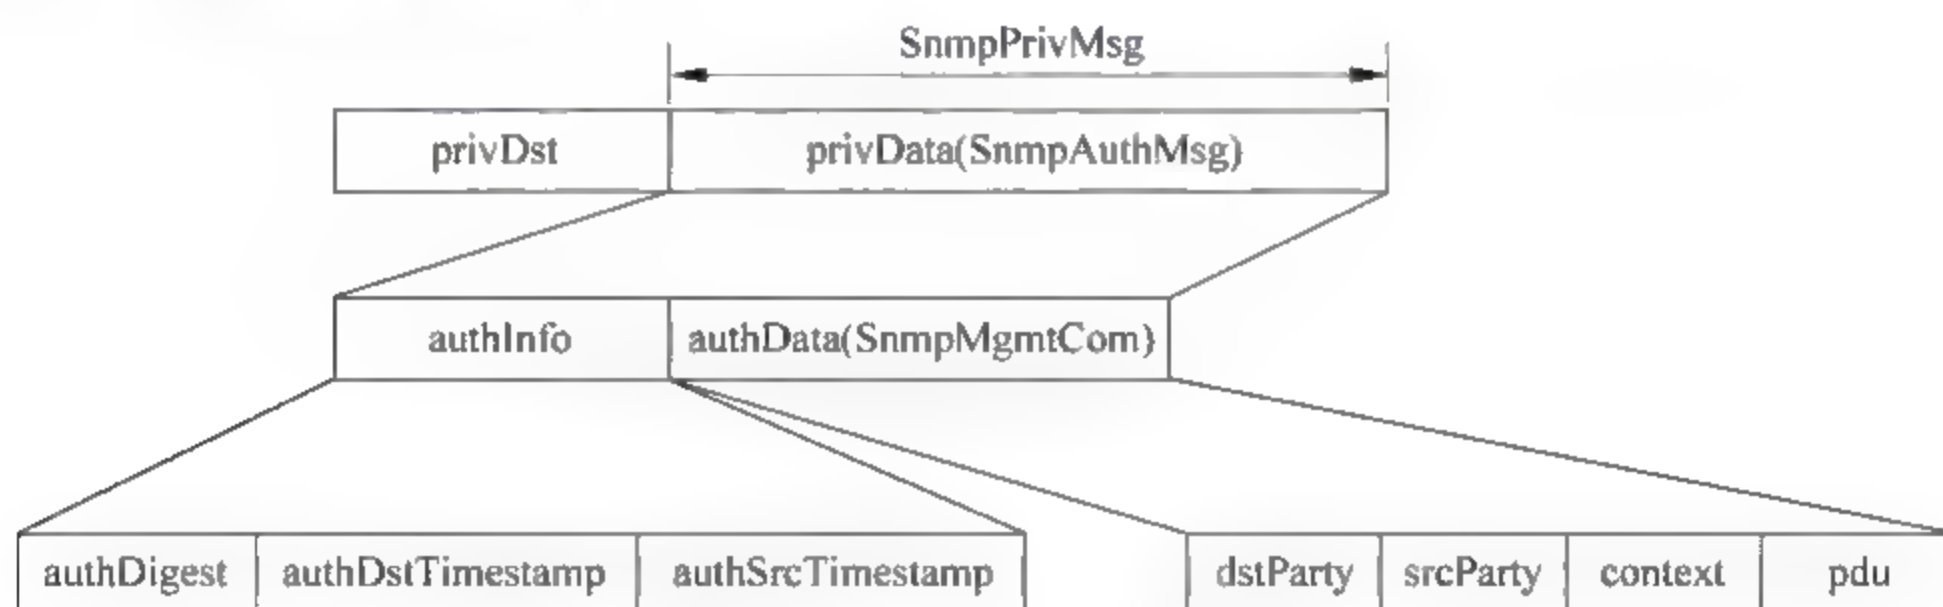 SnmpPrivMsg
privDst privData(SnmpAuthMsg)
authInfo authData(SnmpMgmtCom)
authDigest authDstTimestamp authSrcTimestamp dstParty srcParty context pdu